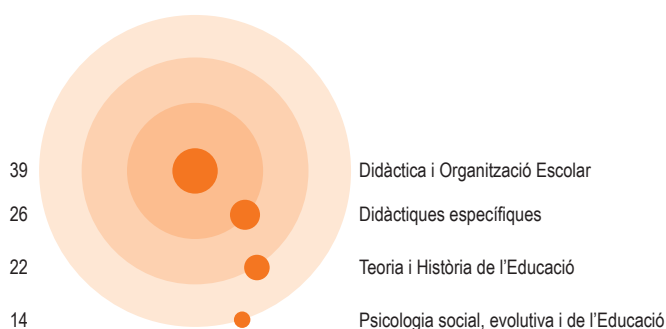 39 Didàctica i Organització Escolar
26 Didàctiques específiques
22 Teoria i Història de l’Educació
14 Psicologia social, evolutiva i de l’Educació